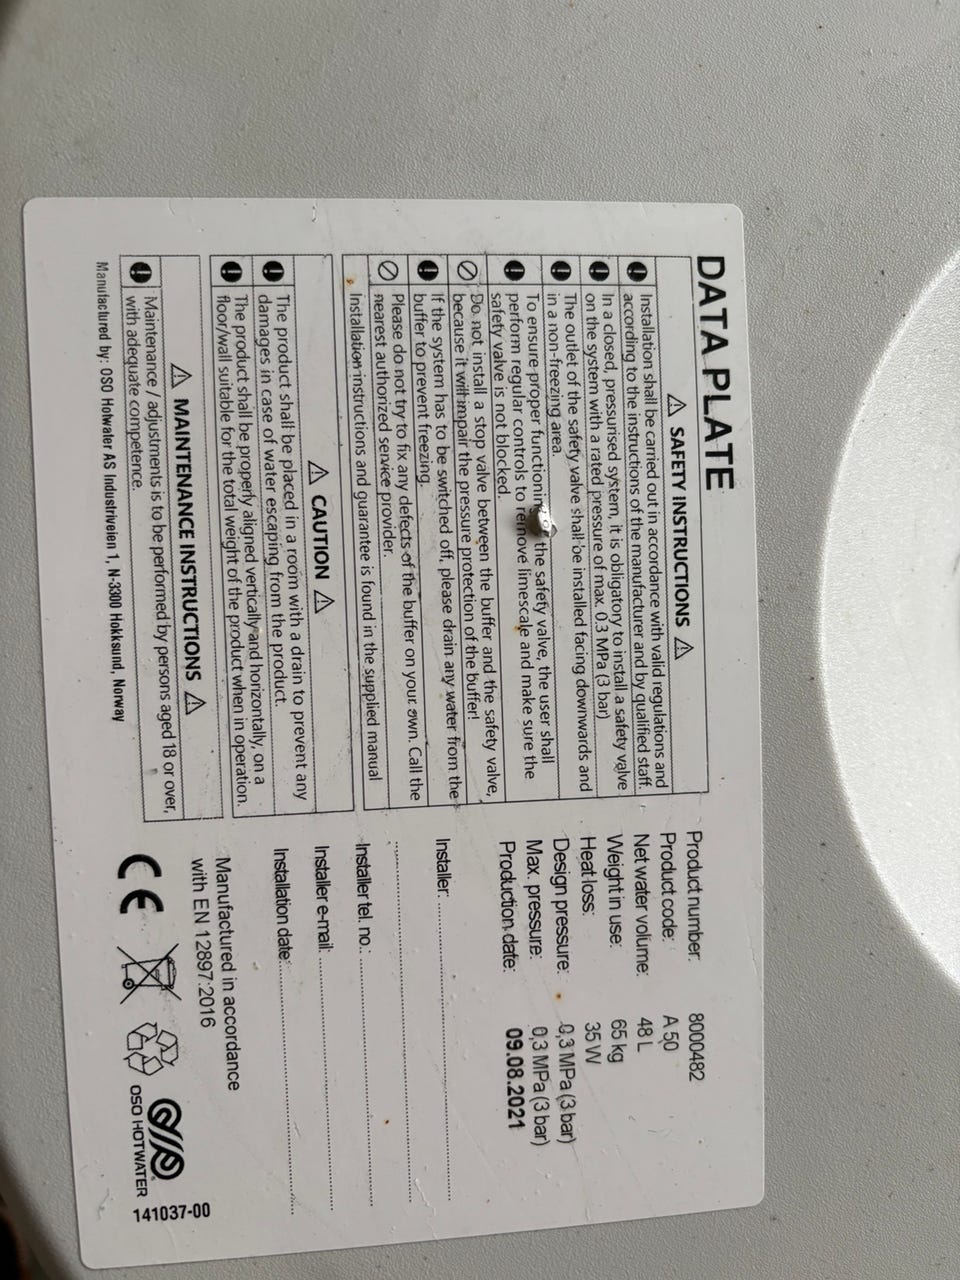 DATA PLATE
SAFETY INSTRUCTIONS
Installation shall be carried out in accordance with valid regulations and
according to the instructions of the manufacturer and by qualified staff.
In a closed, pressurised system, it is obligatory to install a safety valve
on the system with a rated pressure of max. 0.3 MPa (3 bar)
The outlet of the safety valve shall be installed facing downwards and
in a non-freezing area.
To ensure proper functioning of the safety valve, the user shall
perform regular controls to remove limescale and make sure the
safety valve is not blocked.
Do not install a stop valve between the buffer and the safety valve,
because it will impair the pressure protection of the buffer!
If the system has to be switched off, please drain any water from the
buffer to prevent freezing.
Please do not try to fix any defects of the buffer on your own. Call the
nearest authorized service provider.
Installation instructions and guarantee is found in the supplied manual
CAUTION
The product shall be placed in a room with a drain to prevent any
damages in case of water escaping from the product.
The product shall be properly aligned vertically and horizontally, on a
floor/wall suitable for the total weight of the product when in operation.
MAINTENANCE INSTRUCTIONS
Maintenance / adjustments is to be performed by persons aged 18 or over,
with adequate competence.
Manufactured by: OSO Hotwater AS Industriveien 1, N-3300 Hokksund, Norway
Product number: 8000482
Product code: A 50
Net water volume: 48 L
Weight in use: 65 kg
Heat loss: 35 W
Design pressure: 0,3 MPa (3 bar)
Max. pressure: 0,3 MPa (3 bar)
Production date: 09.08.2021
Installer:
Installer tel. no.:
Installer e-mail:
Installation date:
Manufactured in accordance
with EN 12897:2016
CE
OSO HOTWATER
141037-00